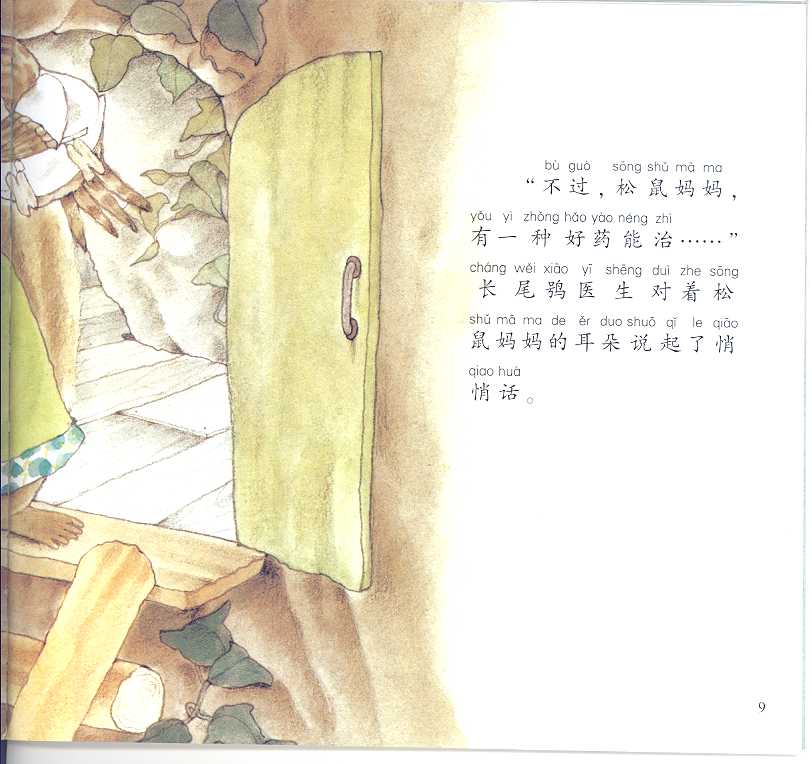 bù guò sōng shǔ mā ma
“不过，松鼠妈妈，
yǒu yì zhǒng hǎo yào néng zhì
有一种好药能治……”
cháng wěi xiāo yī shēng duì zhe sōng
长尾鸮医生对着松
shǔ mā ma de ěr duo shuō qǐ le qiāo
鼠妈妈的耳朵说起了悄
qiao huà
悄话。
9